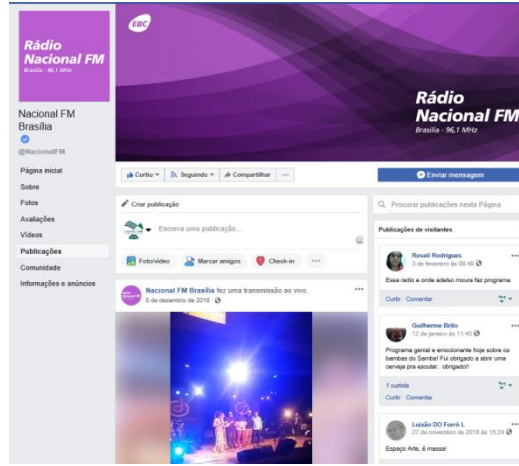 Rádio
Nacional FM
Brasília - 96,1 MHz
EBC
Rádio
Nacional FM
Brasília - 96,1 MHz
Nacional FM
Brasília
@NacionalFM
Página inicial
Sobre
Fotos
Avaliações
Vídeos
Publicações
Comunidade
Informações e anúncios
Curtiu
Seguindo
Compartilhar
Enviar mensagem
Criar publicação
Escreva uma publicação...
Foto/vídeo
Marcar amigos
Check-in
Nacional FM Brasília fez uma transmissão ao vivo.
8 de dezembro de 2018 ·
Procurar publicações nesta Página
Publicações de visitantes
Roseli Rodrigues
3 de fevereiro às 08:49
Essa radio e onde adelso moura faz programa.
Curtir · Comentar
Guilherme Brito
12 de janeiro às 11:40
Programa genial e emocionante hoje sobre os
bambas do Samba! Fui obrigado a abrir uma
cerveja pra escutar.. obrigado!!
1 curtida
Curtir · Comentar
Luizão DO Forró L
27 de novembro de 2018 às 15:24
Espaço Arte, é massa!